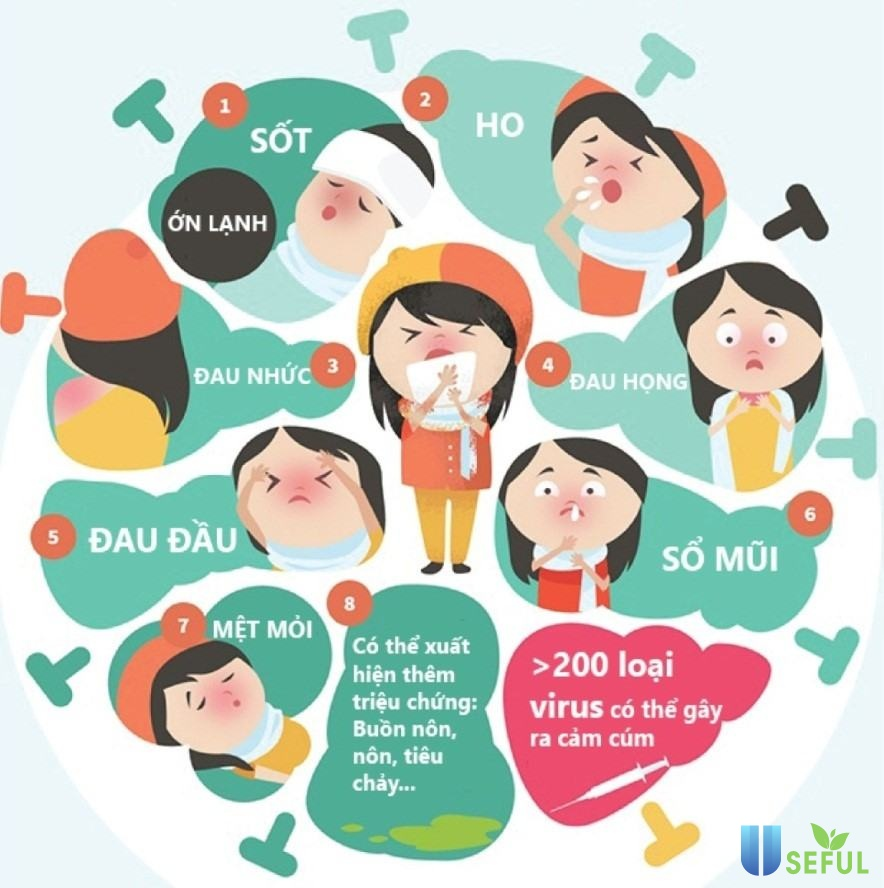 1
SỐT
ỚN LẠNH
2
HO
ĐAU NHỨC
3
4
ĐAU HỌNG
5
ĐAU ĐẦU
6
SỔ MŨI
7
MỆT MỎI
8
Có thể xuất
hiện thêm
triệu chứng:
Buồn nôn,
nôn, tiêu
chảy...
>200 loại
virus có thể gây
ra cảm cúm
USEFUL